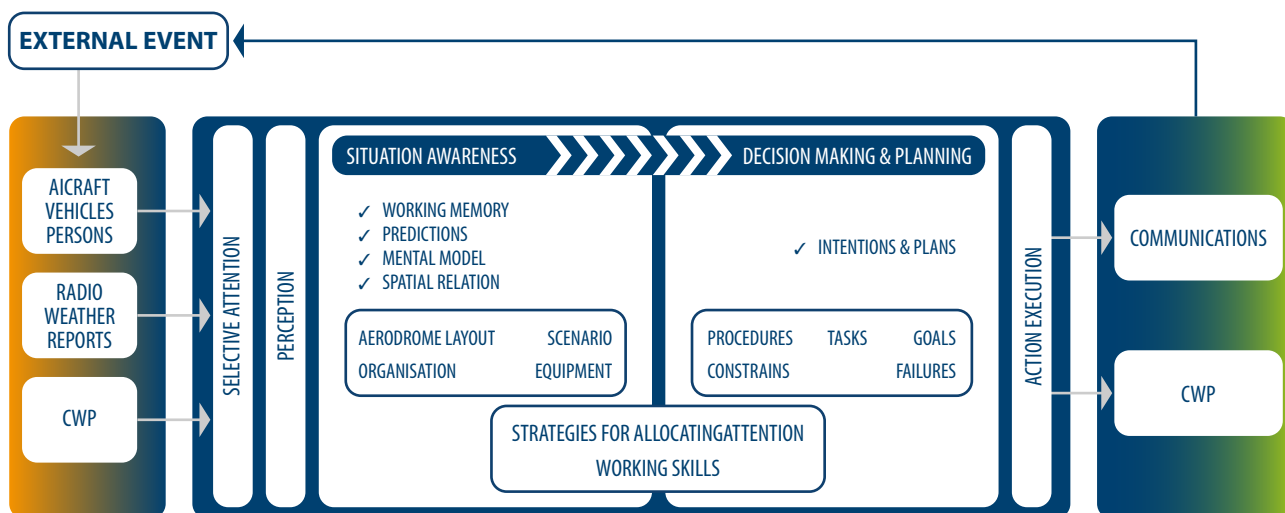 EXTERNAL EVENT
AICRAFT
VEHICLES
PERSONS
RADIO
WEATHER
REPORTS
CWP
SELECTIVE ATTENTION
PERCEPTION
SITUATION AWARENESS
✓ WORKING MEMORY
✓ PREDICTIONS
✓ MENTAL MODEL
✓ SPATIAL RELATION
AERODROME LAYOUT SCENARIO
ORGANISATION EQUIPMENT
DECISION MAKING & PLANNING
✓ INTENTIONS & PLANS
PROCEDURES TASKS GOALS
CONSTRAINS FAILURES
STRATEGIES FOR ALLOCATINGATTENTION
WORKING SKILLS
ACTION EXECUTION
COMMUNICATIONS
CWP